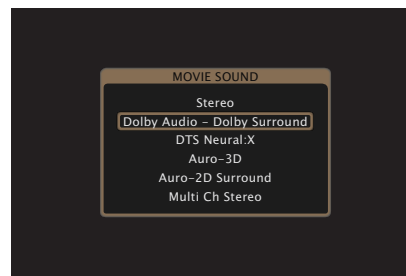 MOVIE SOUND
Stereo
Dolby Audio – Dolby Surround
DTS Neural:X
Auro–3D
Auro–2D Surround
Multi Ch Stereo